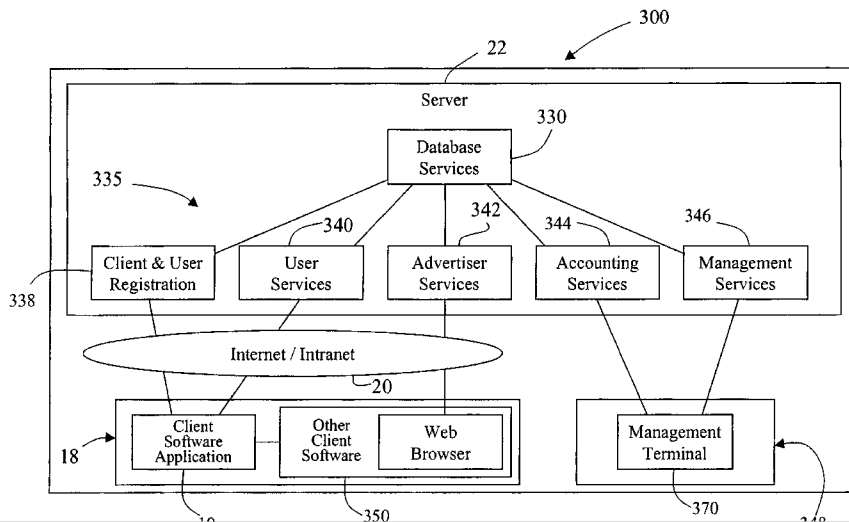 300
22
Server
330
Database
Services
335
340
342
344
346
Client & User
Registration
User
Services
Advertiser
Services
Accounting
Services
Management
Services
338
Internet / Intranet
20
18
Client
Software
Application
Other
Client
Software
Web
Browser
Management
Terminal
350
370